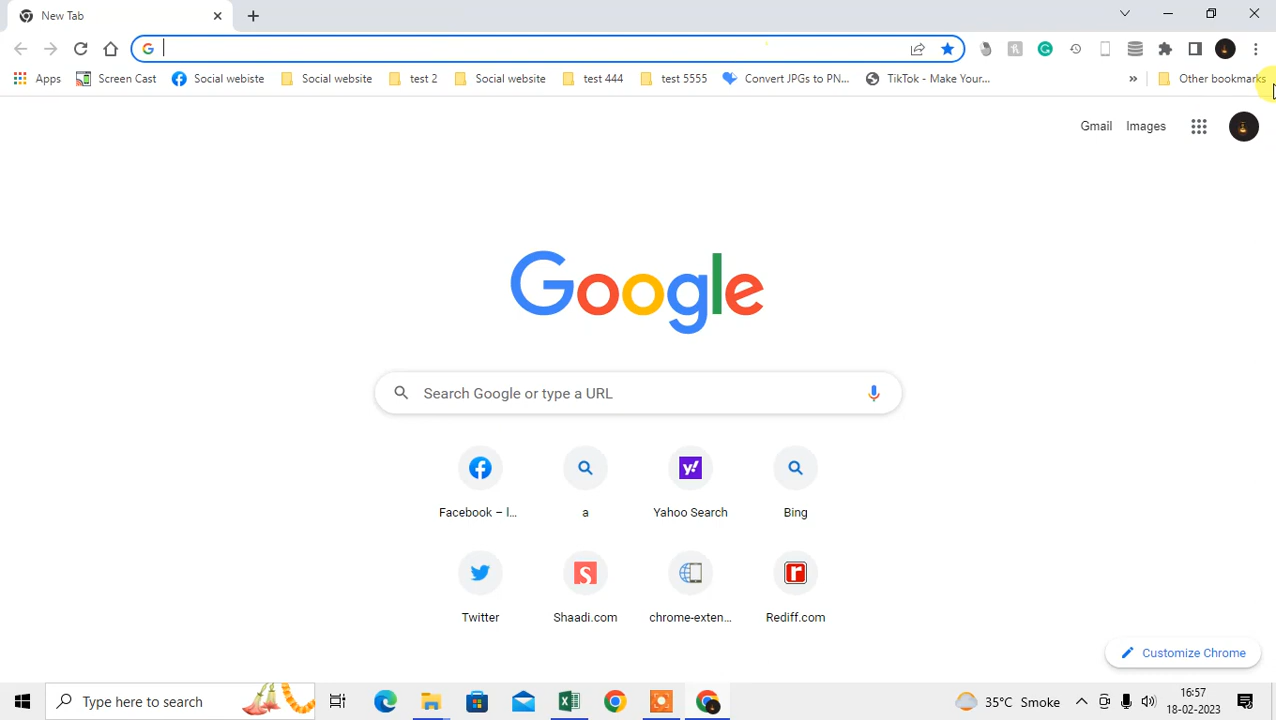 New Tab
Apps Screen Cast Social webiste Social website test 2 Social website test 444 test 5555 Convert JPGs to PN... TikTok - Make Your... » Other bookmarks
Gmail Images
Google
Search Google or type a URL
Facebook – l... a Yahoo Search Bing
Twitter Shaadi.com chrome-exten... Rediff.com
Customize Chrome
Type here to search 35°C Smoke 16:57
18-02-2023